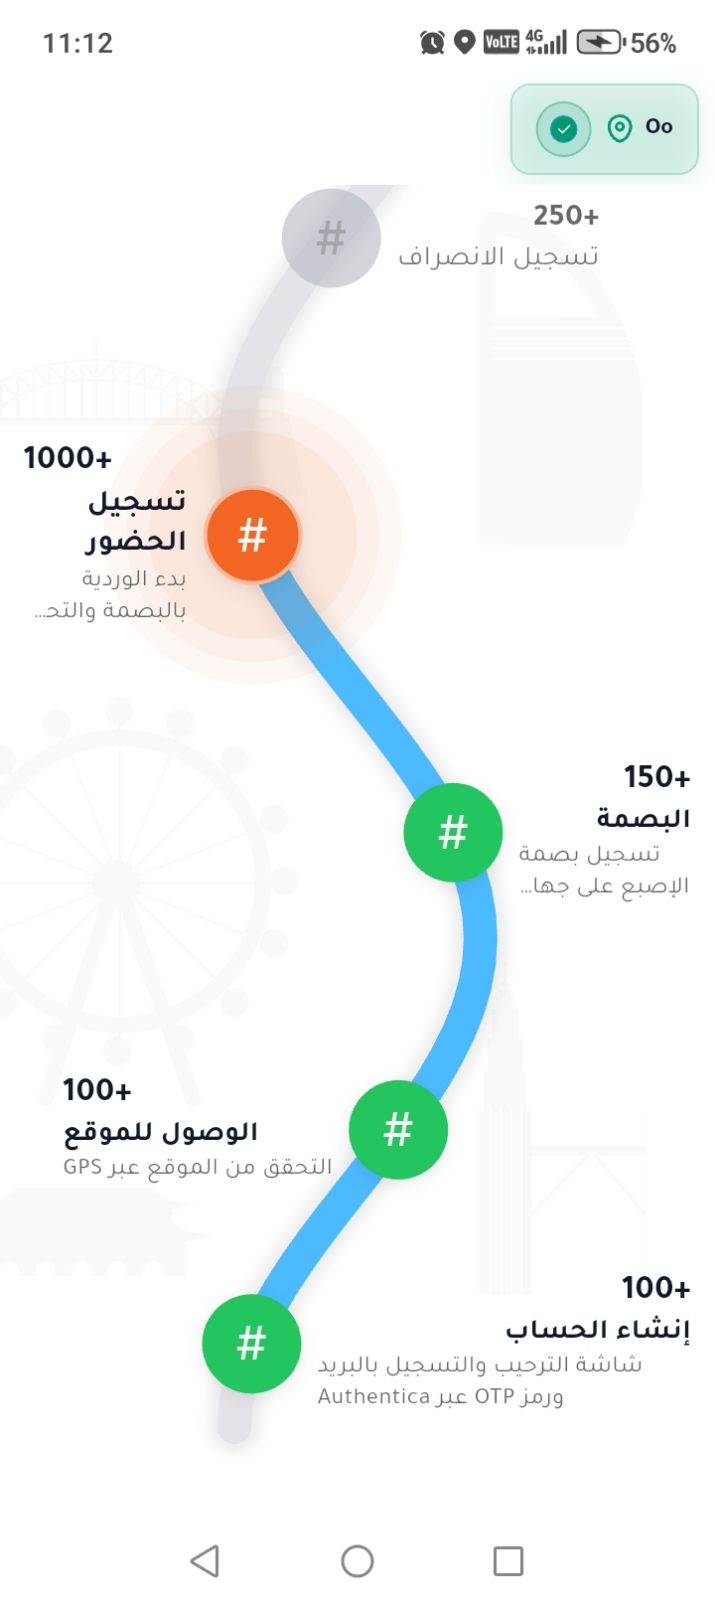 11:12
VoLTE 4G 56%
Oo
250+
تسجيل الانصراف
#
1000+
تسجيل
الحضور
بدء الوردية
بالبصمة والتحـ...
#
150+
البصمة
تسجيل بصمة
الإصبع على جها...
#
100+
الوصول للموقع
التحقق من الموقع عبر GPS
#
100+
إنشاء الحساب
شاشة الترحيب والتسجيل بالبريد
ورمز OTP عبر Authentica
#